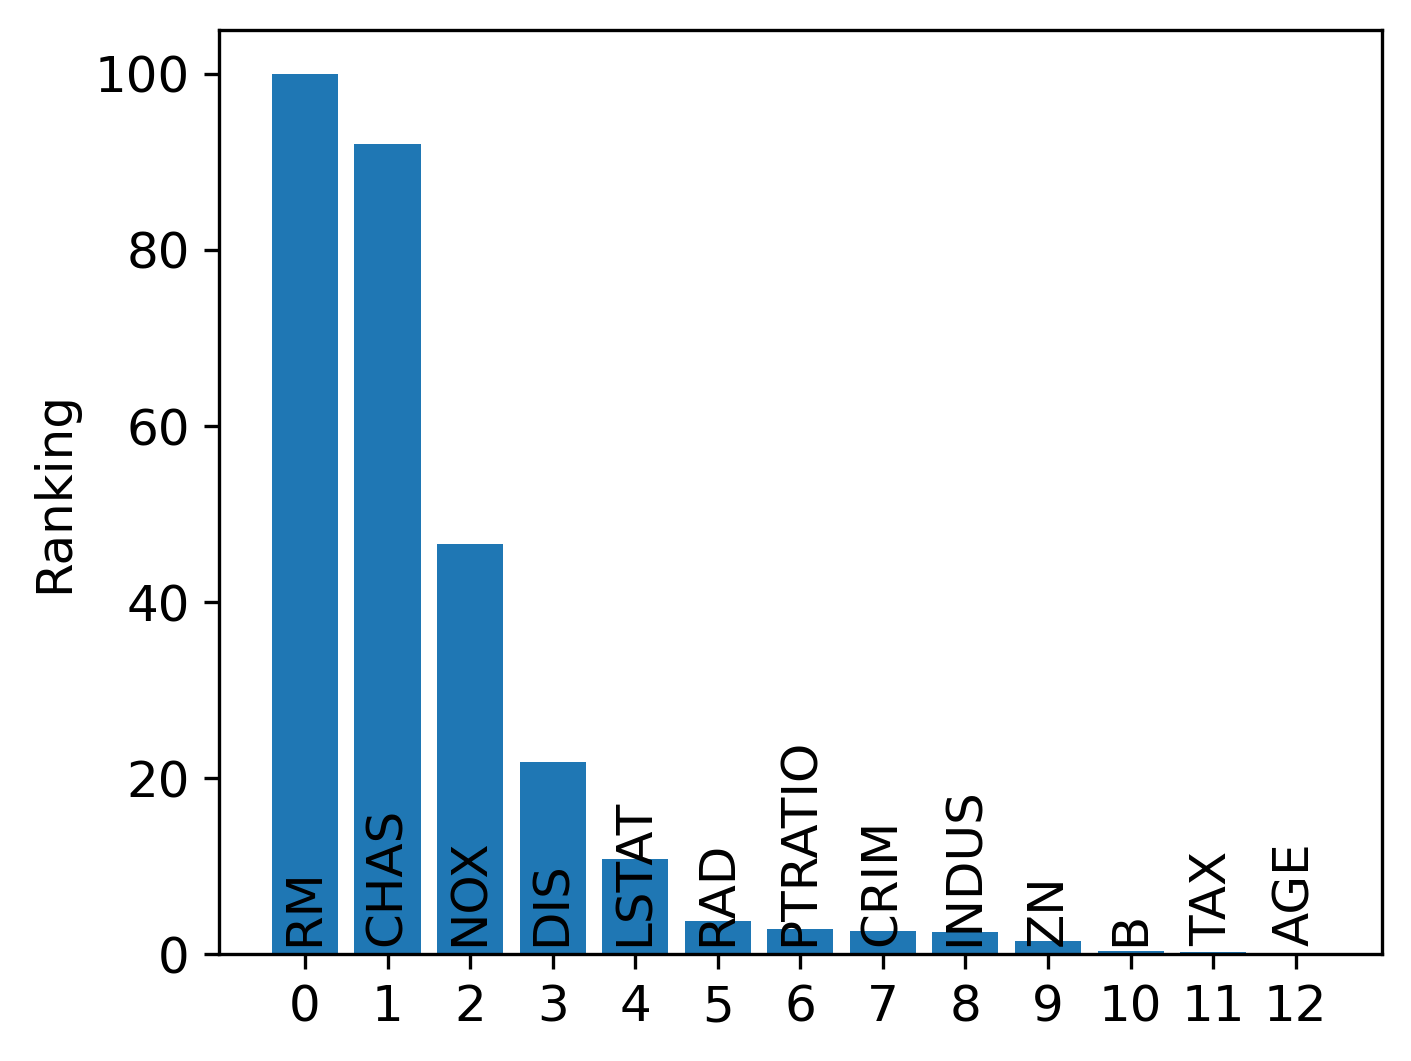 100
80
60
40
20
0
Ranking
RM
CHAS
NOX
DIS
LSTAT
RAD
PTRATIO
CRIM
INDUS
ZN
B
TAX
AGE
0 1 2 3 4 5 6 7 8 9 10 11 12